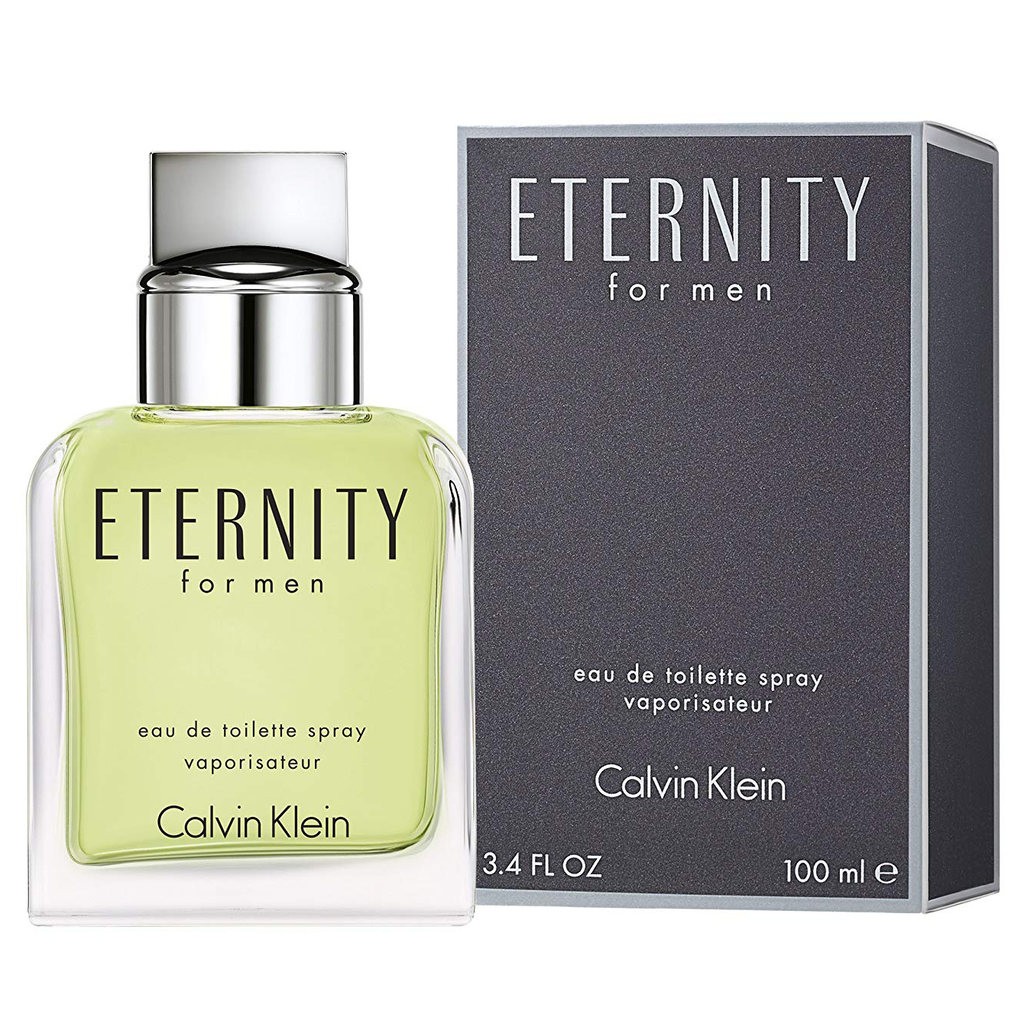 ETERNITY
for men
eau de toilette spray
vaporisateur
Calvin Klein
ETERNITY
for men
eau de toilette spray
vaporisateur
Calvin Klein
3.4 FL OZ
100 ml ℮